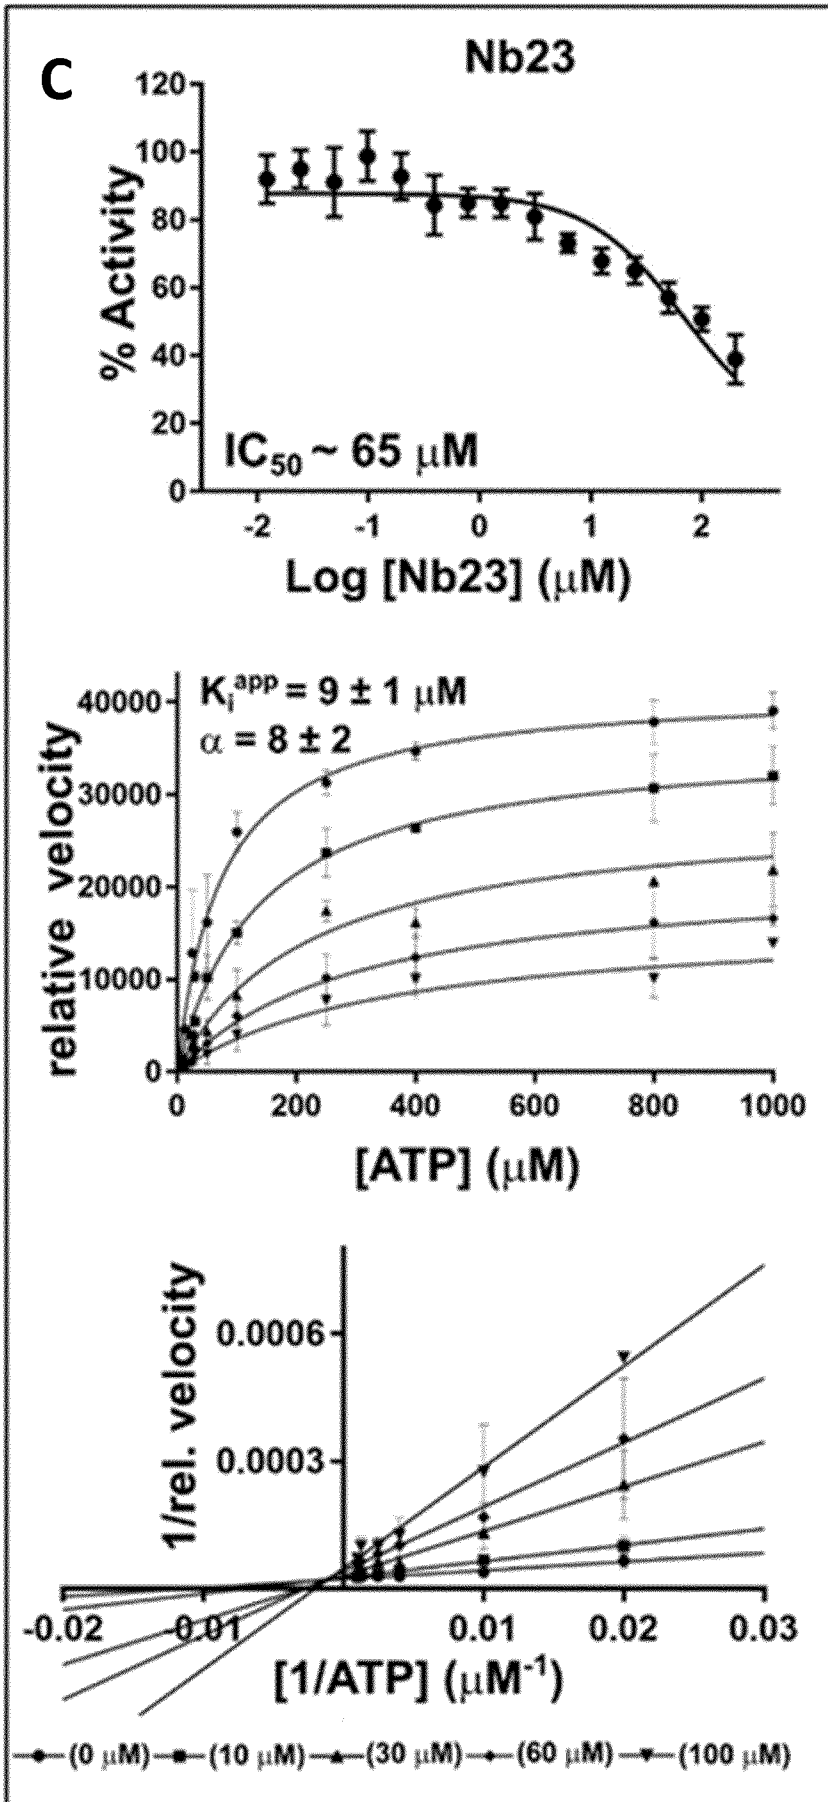 C
Nb23
120
100
80
60
40
20
0
% Activity
IC50 ~ 65 μM
-2 -1 0 1 2
Log [Nb23] (μM)
Kiapp = 9 ± 1 μM
α = 8 ± 2
40000
30000
20000
10000
0
relative velocity
0 200 400 600 800 1000
[ATP] (μM)
0.0006
0.0003
1/rel. velocity
-0.02 -0.01 0.01 0.02 0.03
[1/ATP] (μM-1)
(0 μM) (10 μM) (30 μM) (60 μM) (100 μM)